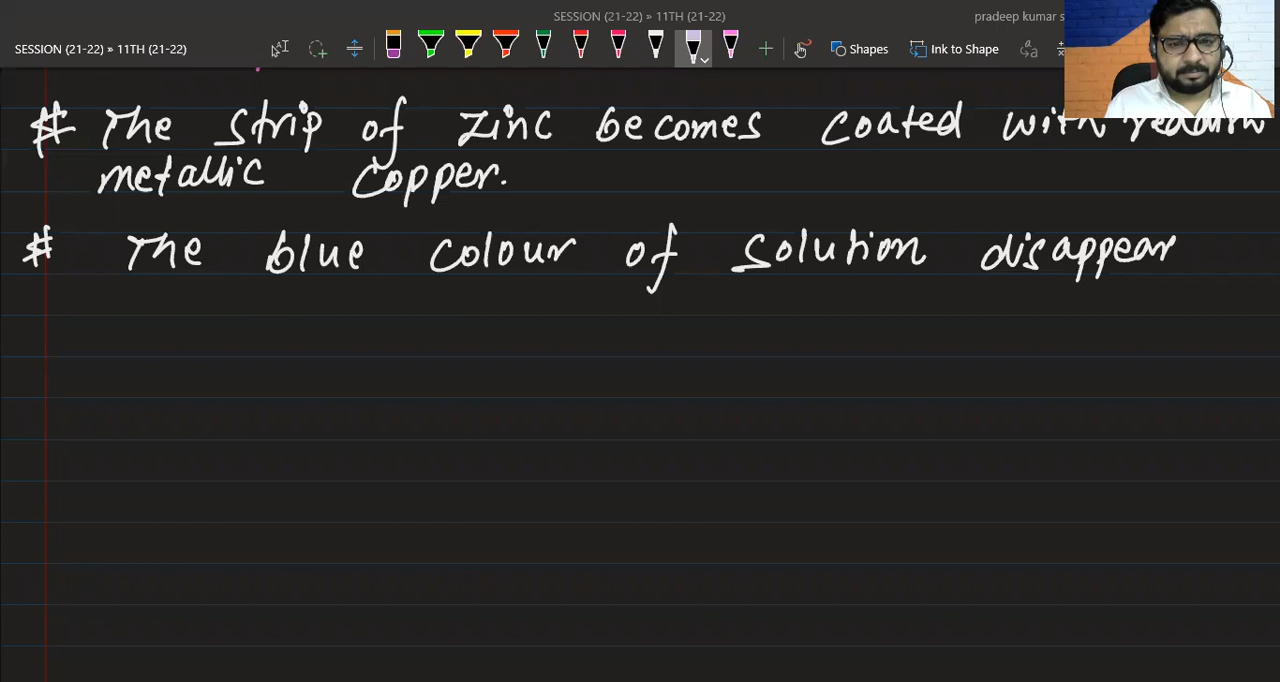 SESSION (21-22) » 11TH (21-22)
pradeep kumar s
SESSION (21-22) » 11TH (21-22)
Shapes
Ink to Shape
# The strip of zinc becomes coated with reddish
metallic copper.
# The blue colour of solution disappear